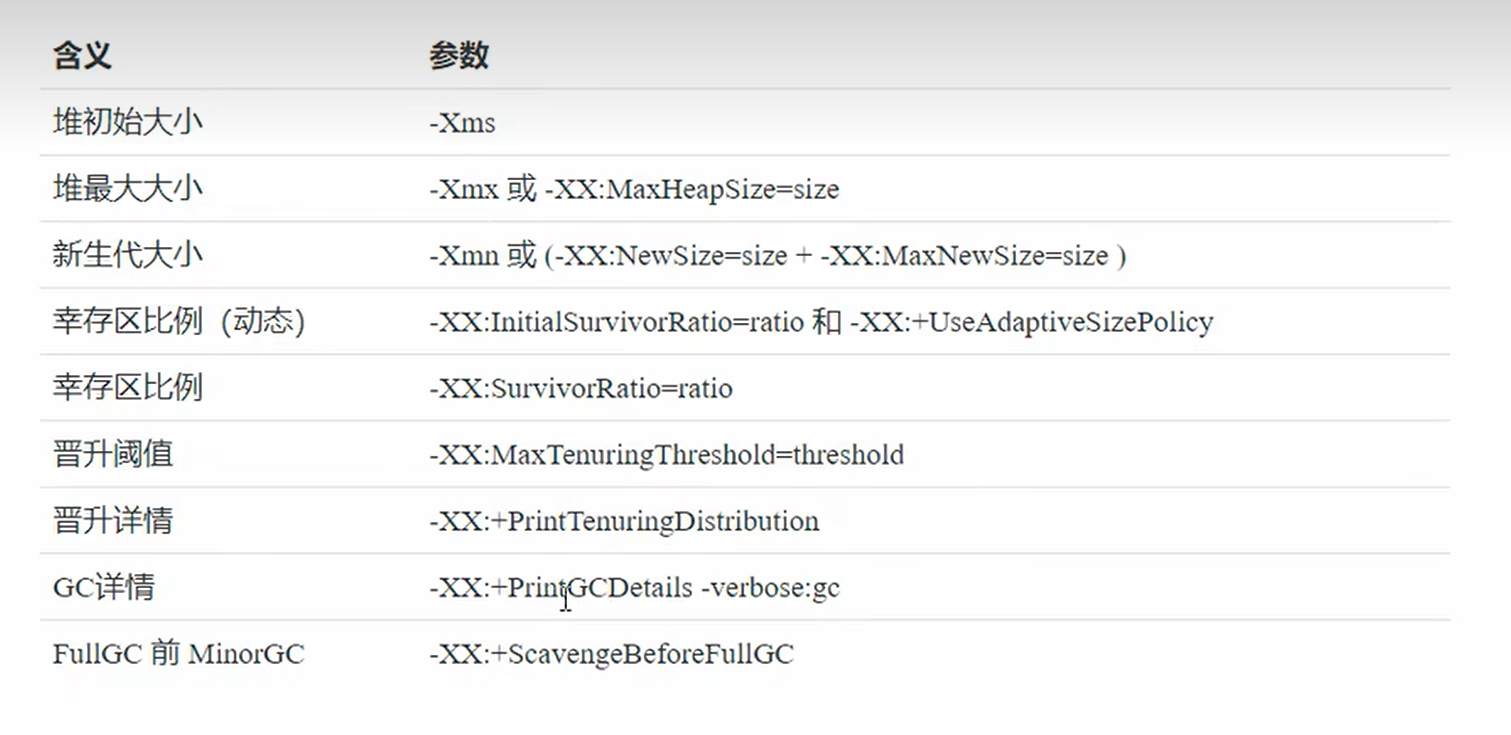 含义 参数
堆初始大小 -Xms
堆最大大小 -Xmx 或 -XX:MaxHeapSize=size
新生代大小 -Xmn 或 (-XX:NewSize=size + -XX:MaxNewSize=size )
幸存区比例（动态） -XX:InitialSurvivorRatio=ratio 和 -XX:+UseAdaptiveSizePolicy
幸存区比例 -XX:SurvivorRatio=ratio
晋升阈值 -XX:MaxTenuringThreshold=threshold
晋升详情 -XX:+PrintTenuringDistribution
GC详情 -XX:+PrintGCDetails -verbose:gc
FullGC 前 MinorGC -XX:+ScavengeBeforeFullGC